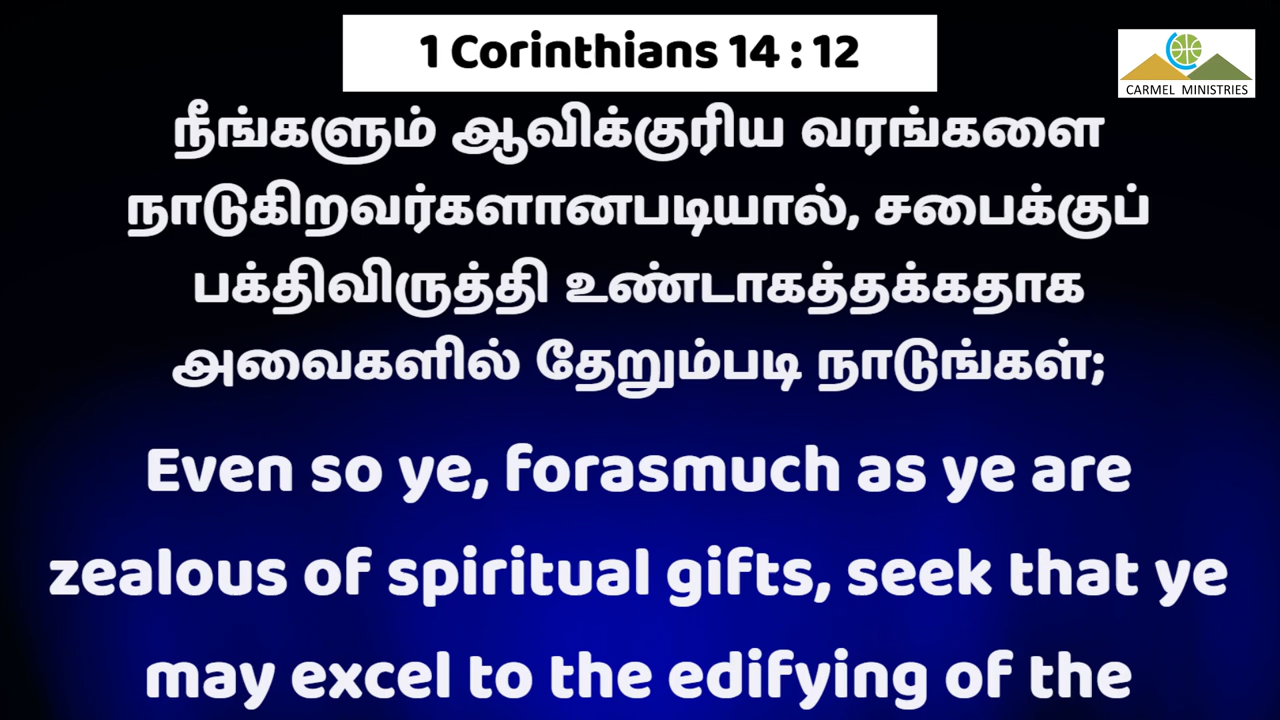 1 Corinthians 14 : 12
CARMEL MINISTRIES
நீங்களும் ஆவிக்குரிய வரங்களை
நாடுகிறவர்களானபடியால், சபைக்குப்
பக்திவிருத்தி உண்டாகத்தக்கதாக
அவைகளில் தேறும்படி நாடுங்கள்;
Even so ye, forasmuch as ye are
zealous of spiritual gifts, seek that ye
may excel to the edifying of the